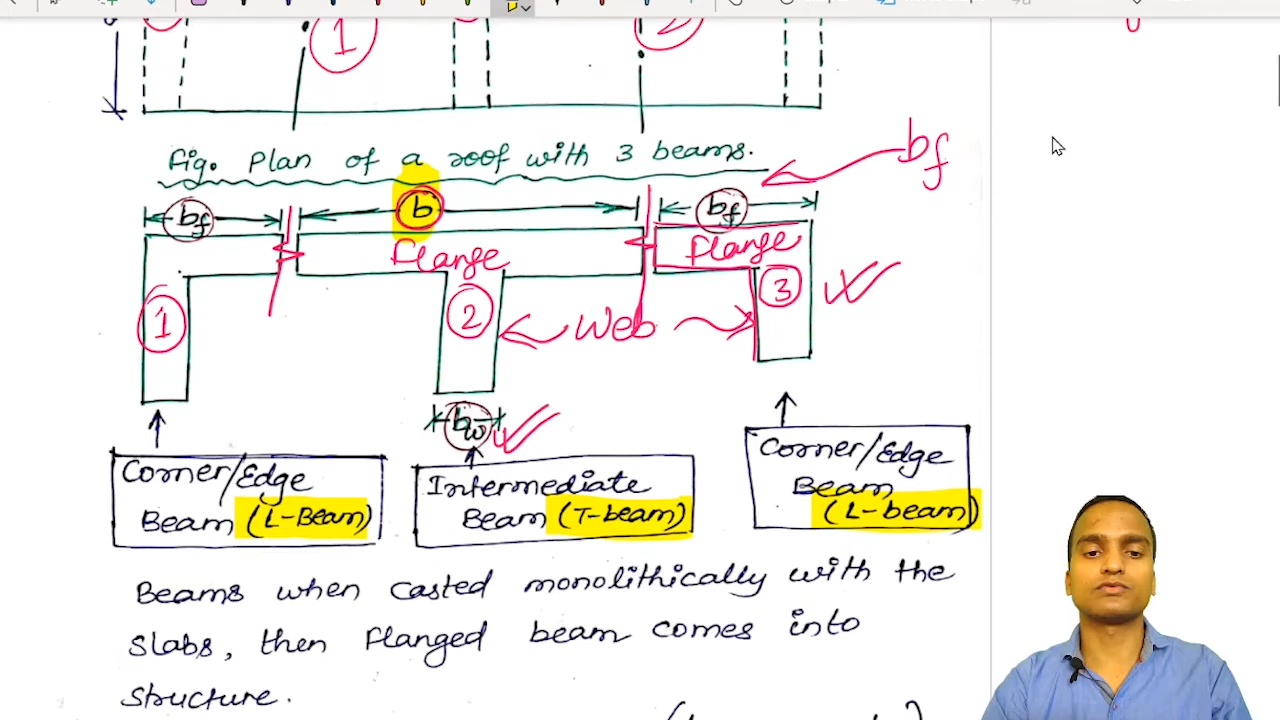 1 2
Fig. Plan of a roof with 3 beams.
bf
bf b bf
Flange Flange
1 2 3
Web
bw
Corner/Edge
Beam (L-Beam)
Intermediate
Beam (T-beam)
Corner/Edge
Beam
(L-beam)
Beams when casted monolithically with the
slabs, then flanged beam comes into
structure.